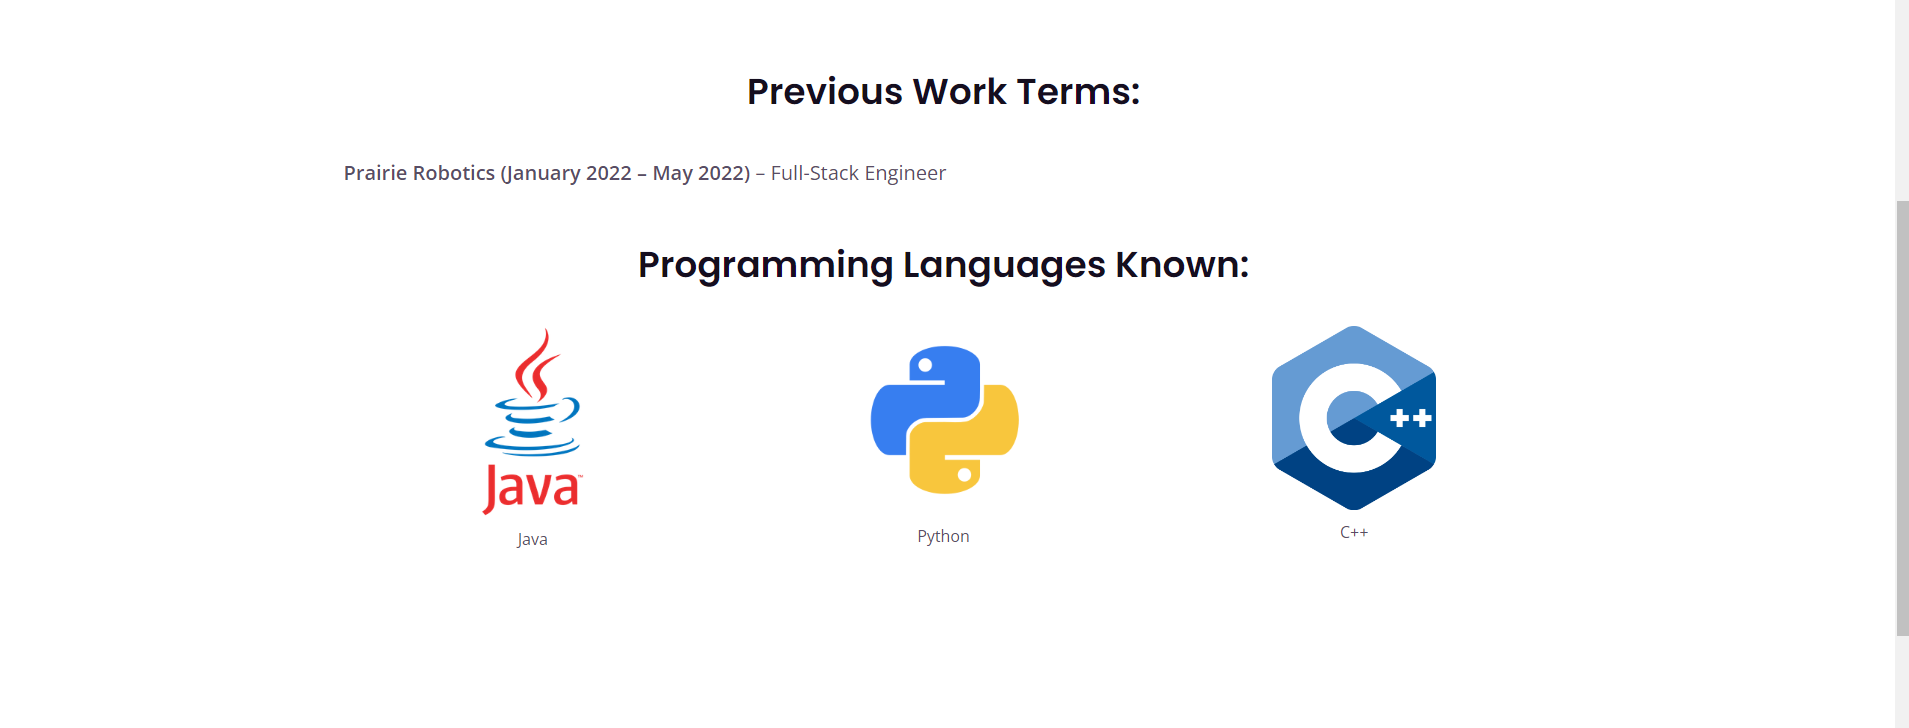 Previous Work Terms:
Prairie Robotics (January 2022 – May 2022) – Full-Stack Engineer
Programming Languages Known:
Java™
++
Java
Python
C++